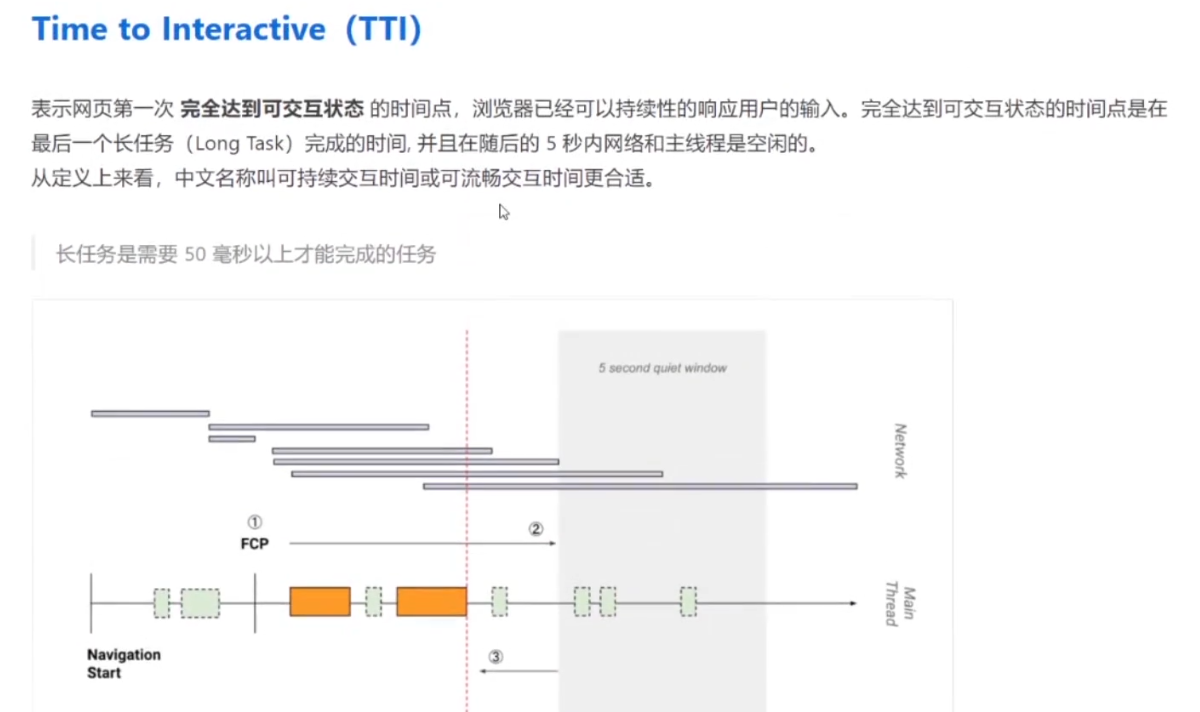 Time to Interactive（TTI）
表示网页第一次 完全达到可交互状态 的时间点，浏览器已经可以持续性的响应用户的输入。完全达到可交互状态的时间点是在
最后一个长任务（Long Task）完成的时间, 并且在随后的 5 秒内网络和主线程是空闲的。
从定义上来看，中文名称叫可持续交互时间或可流畅交互时间更合适。
长任务是需要 50 毫秒以上才能完成的任务
5 second quiet window
Network
①
FCP
②
Main
Thread
Navigation
Start
③